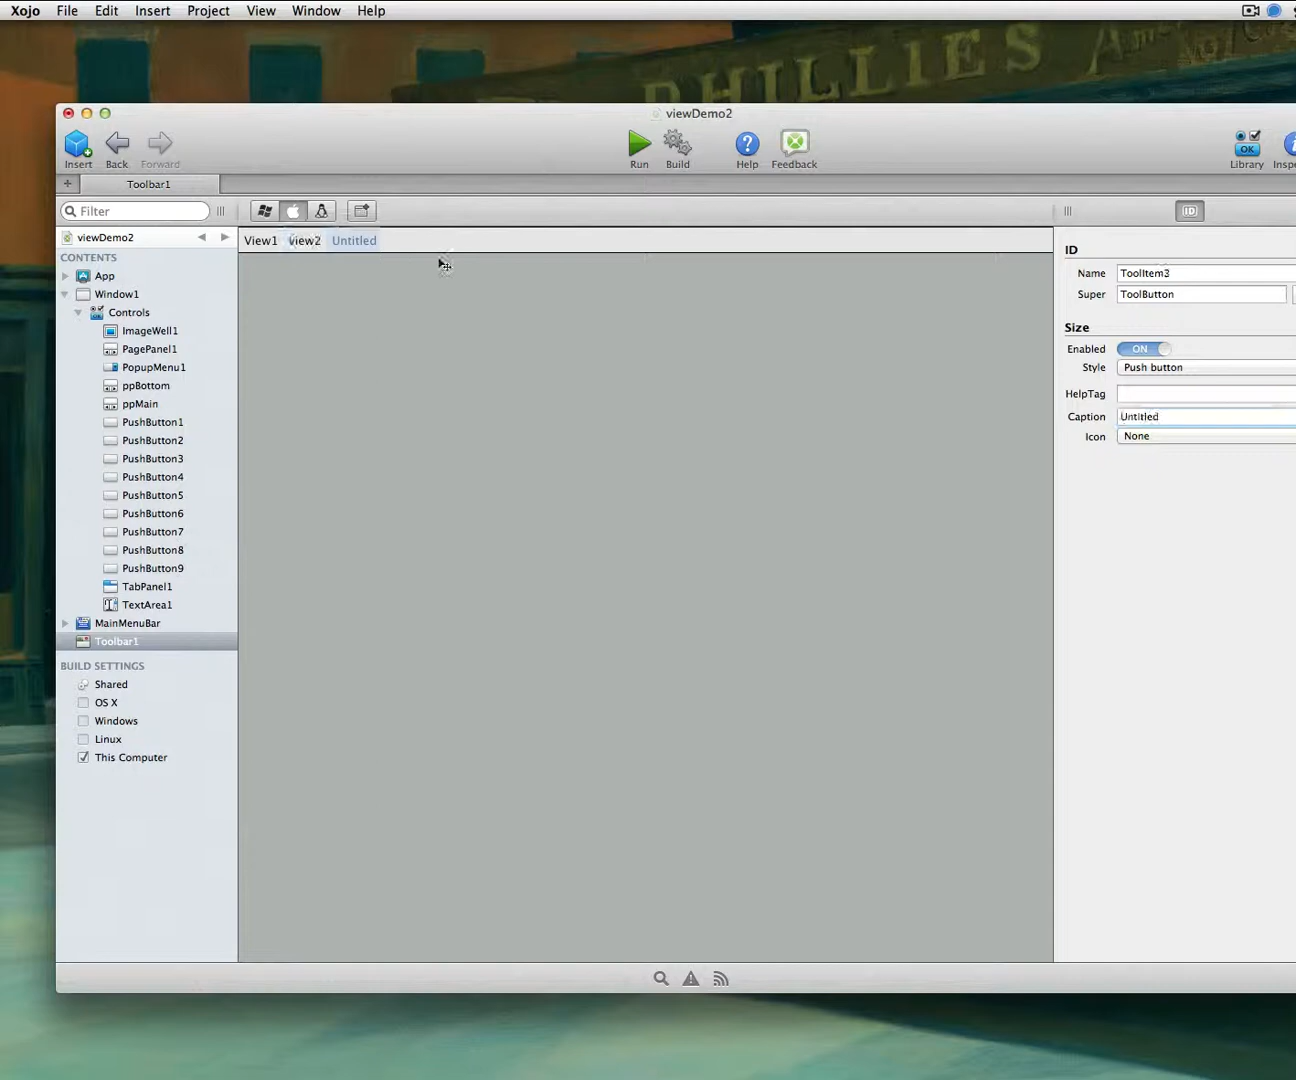 Xojo File Edit Insert Project View Window Help
PHILLIES
viewDemo2
Insert Back Forward Run Build Help Feedback OK Library
Toolbar1
Filter
viewDemo2
View1 View2 Untitled
CONTENTS
App
Window1
Controls
ImageWell1
PagePanel1
PopupMenu1
ppBottom
ppMain
PushButton1
PushButton2
PushButton3
PushButton4
PushButton5
PushButton6
PushButton7
PushButton8
PushButton9
TabPanel1
TextArea1
MainMenuBar
Toolbar1
BUILD SETTINGS
Shared
OS X
Windows
Linux
This Computer
ID
ID
Name ToolItem3
Super ToolButton
Size
Enabled ON
Style Push button
HelpTag
Caption Untitled
Icon None